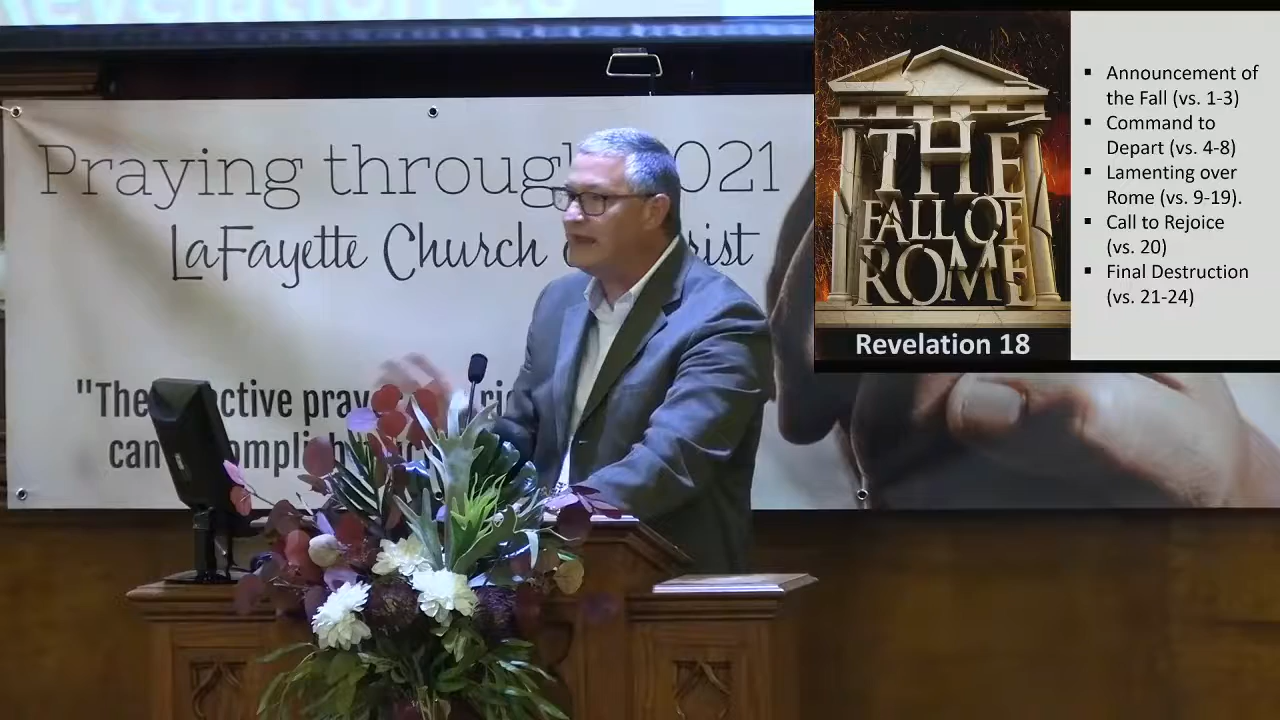 Revelation 18
Praying through 2021
LaFayette Church
"The
can
THE
FALL OF
ROME
Revelation 18
▪ Announcement of
the Fall (vs. 1-3)
▪ Command to
Depart (vs. 4-8)
▪ Lamenting over
Rome (vs. 9-19).
▪ Call to Rejoice
(vs. 20)
▪ Final Destruction
(vs. 21-24)